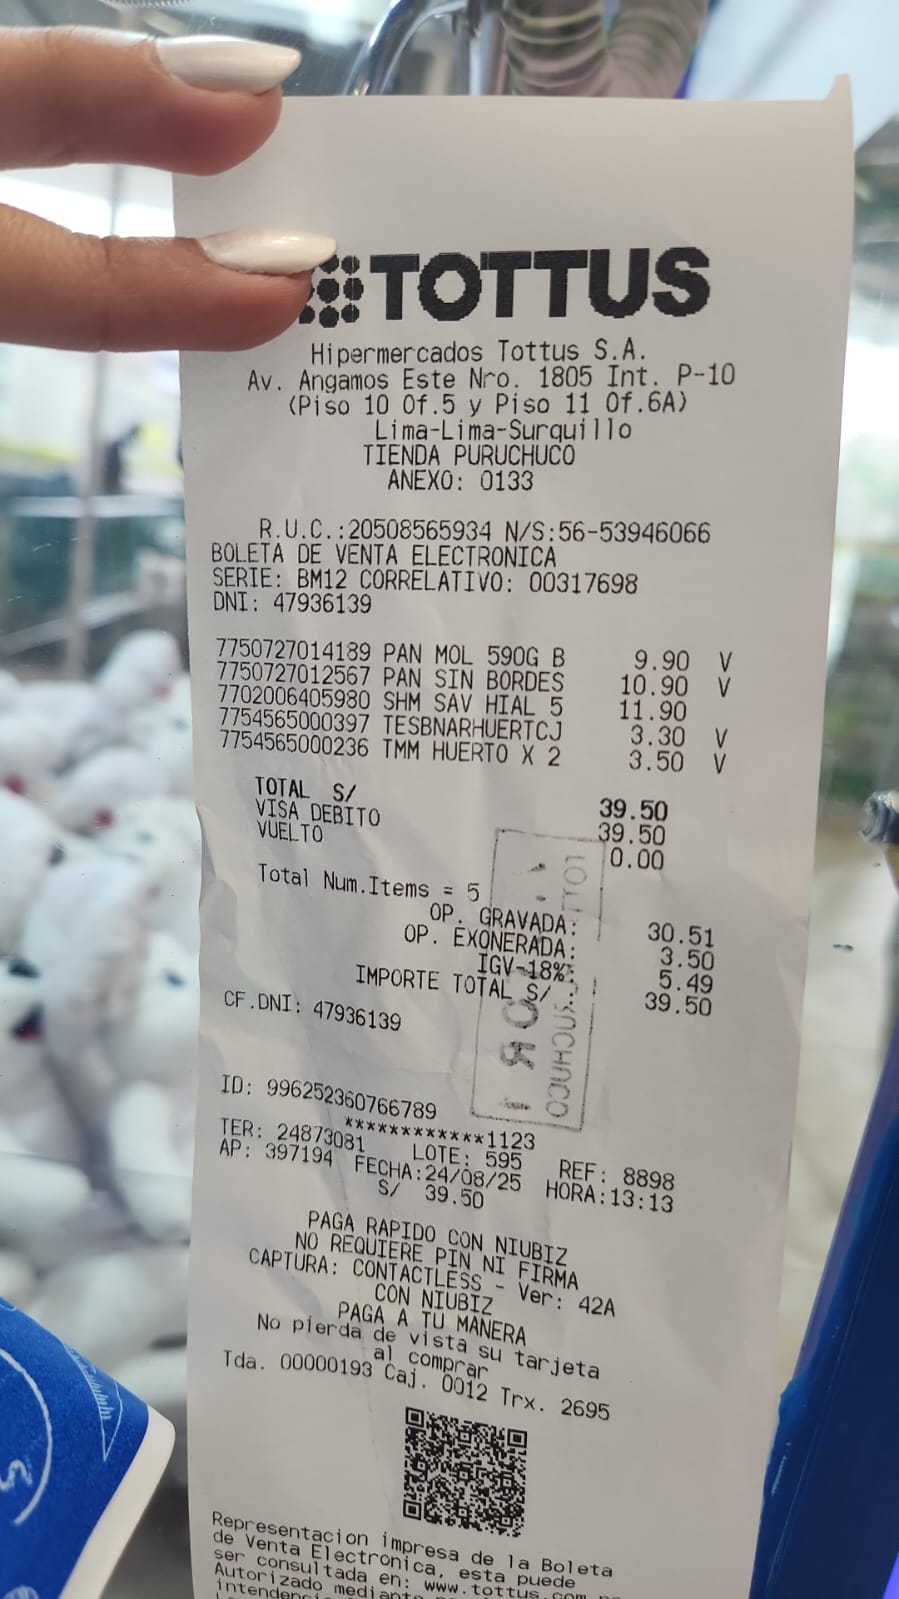 TOTTUS
Hipermercados Tottus S.A.
Av. Angamos Este Nro. 1805 Int. P-10
(Piso 10 Of.5 y Piso 11 Of.6A)
Lima-Lima-Surquillo
TIENDA PURUCHUCO
ANEXO: 0133
R.U.C.:20508565934 N/S:56-53946066
BOLETA DE VENTA ELECTRONICA
SERIE: BM12 CORRELATIVO: 00317698
DNI: 47936139
7750727014189 PAN MOL 590G B 9.90 V
7750727012567 PAN SIN BORDES 10.90 V
7702006405980 SHM SAV HIAL 5 11.90
7754565000397 TESBNARHUERTCJ 3.30 V
7754565000236 TMM HUERTO X 2 3.50 V
TOTAL S/ 39.50
VISA DEBITO 39.50
VUELTO 0.00
Total Num.Items = 5
OP. GRAVADA: 30.51
OP. EXONERADA: 3.50
IGV-18%: 5.49
IMPORTE TOTAL S/ 39.50
CF.DNI: 47936139
ID: 996252360766789
************1123
TER: 24873081 LOTE: 595 REF: 8898
AP: 397194 FECHA:24/08/25 HORA:13:13
S/ 39.50
PAGA RAPIDO CON NIUBIZ
NO REQUIERE PIN NI FIRMA
CAPTURA: CONTACTLESS - Ver: 42A
CON NIUBIZ
PAGA A TU MANERA
No pierda de vista su tarjeta
al comprar
Tda. 00000193 Caj. 0012 Trx. 2695
Representacion impresa de la Boleta
de Venta Electronica, esta puede
ser consultada en: www.tottus.com
Autorizado